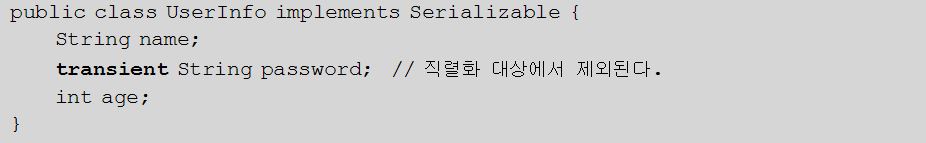 public class UserInfo implements Serializable {
    String name;
    transient String password;  // 직렬화 대상에서 제외된다.
    int age;
}